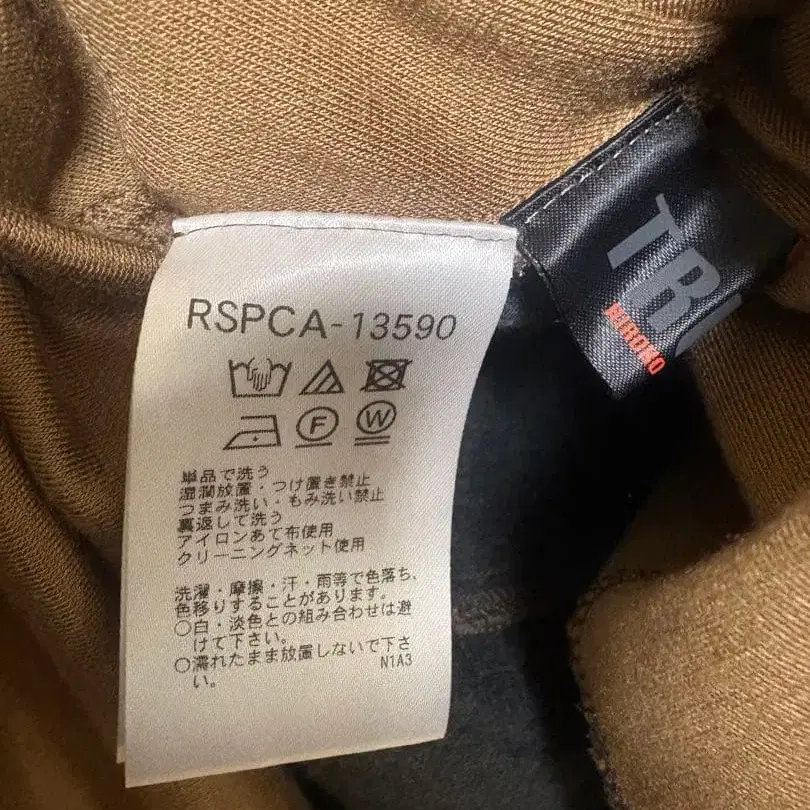 RSPCA-13590
F W
単品で洗う
湿潤放置・つけ置き禁止
つまみ洗い・もみ洗い禁止
裏返して洗う
アイロンあて布使用
クリーニングネット使用
洗濯・摩擦・汗・雨等で色落ち、
色移りすることがあります。
○白・淡色との組み合わせは避
けて下さい。
○濡れたまま放置しないで下さ
い。
N1A3